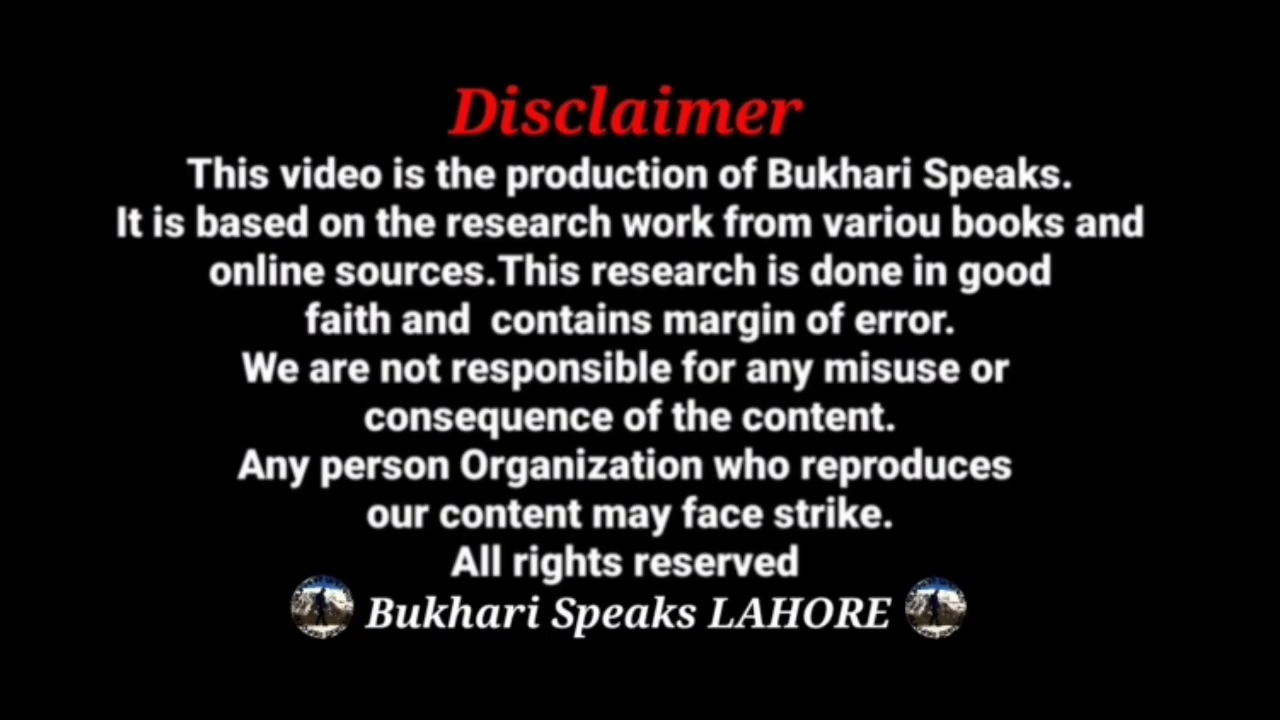 Disclaimer
This video is the production of Bukhari Speaks.
It is based on the research work from variou books and
online sources.This research is done in good
faith and  contains margin of error.
We are not responsible for any misuse or
consequence of the content.
Any person Organization who reproduces
our content may face strike.
All rights reserved
Bukhari Speaks LAHORE